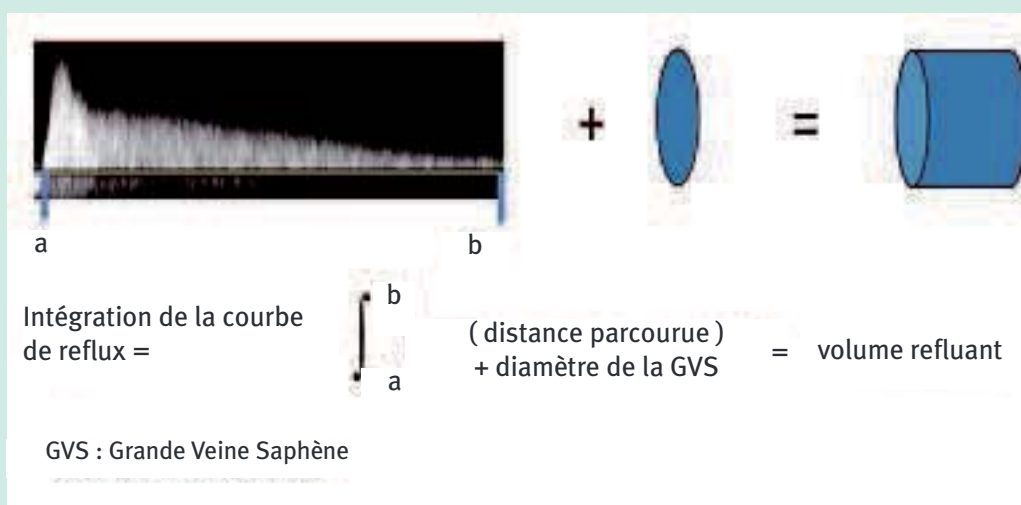 + =
a b
Intégration de la courbe
de reflux =
∫ b
a
( distance parcourue )
+ diamètre de la GVS
= volume refluant
GVS : Grande Veine Saphène